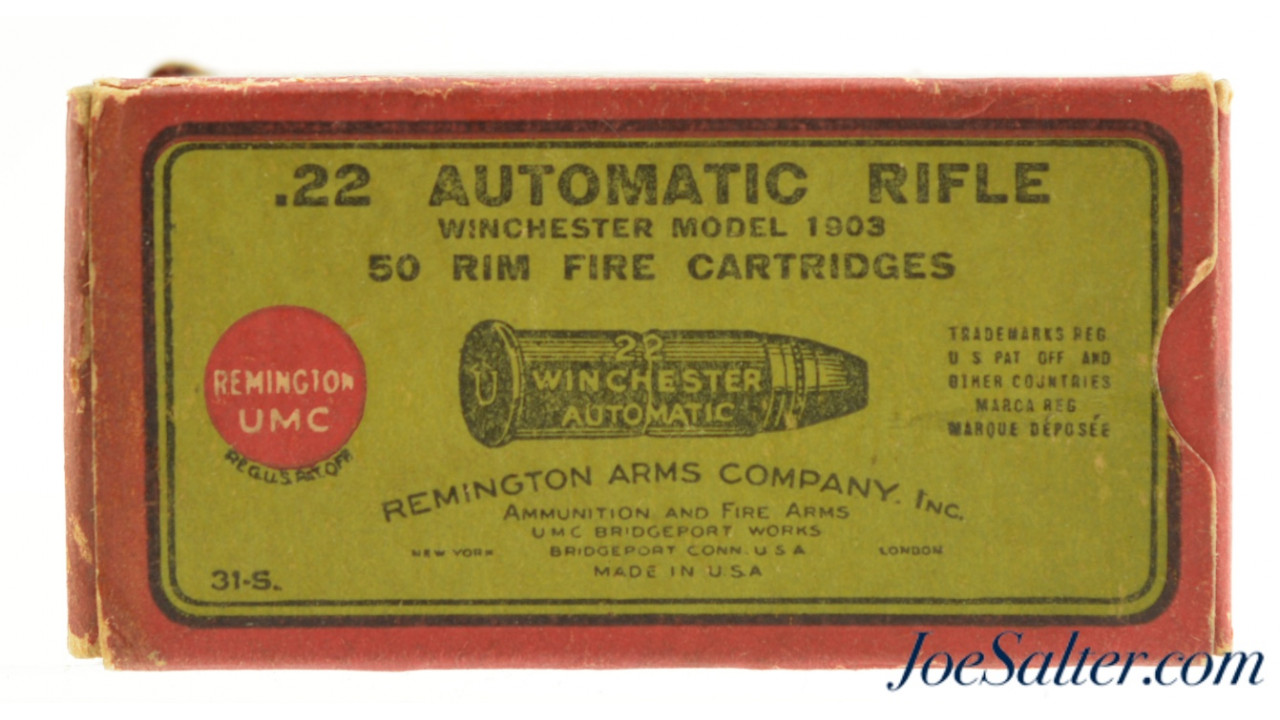 .22 AUTOMATIC RIFLE
WINCHESTER MODEL 1903
50 RIM FIRE CARTRIDGES
REMINGTON
UMC
REG.U.S.PAT.OFF.
U
22
WINCHESTER
AUTOMATIC
TRADEMARKS REG
U S PAT OFF AND
OTHER COUNTRIES
MARCA REG
MARQUE DÉPOSÉE
REMINGTON ARMS COMPANY. INC.
AMMUNITION AND FIRE ARMS
UMC BRIDGEPORT WORKS
NEW YORK BRIDGEPORT CONN. U.S.A LONDON
MADE IN U.S.A
31-S.
JoeSalter.com